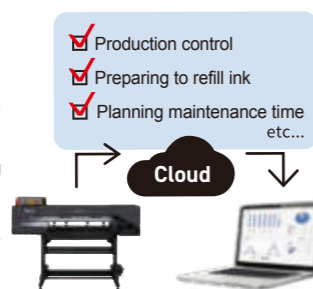 Production control
Preparing to refill ink
Planning maintenance time
etc...
Cloud